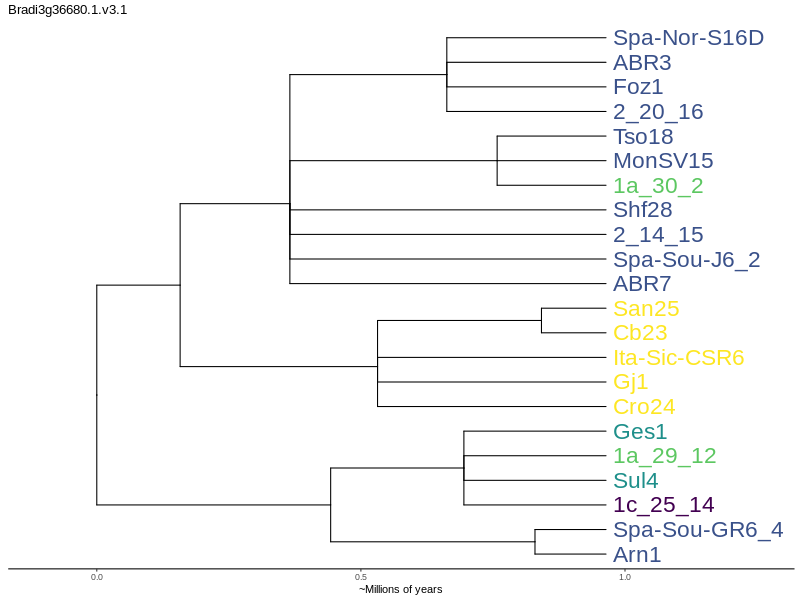 Bradi3g36680.1.v3.1
Spa-Nor-S16D
ABR3
Foz1
2_20_16
Tso18
MonSV15
1a_30_2
Shf28
2_14_15
Spa-Sou-J6_2
ABR7
San25
Cb23
Ita-Sic-CSR6
Gj1
Cro24
Ges1
1a_29_12
Sul4
1c_25_14
Spa-Sou-GR6_4
Arn1
0.0 0.5 1.0
~Millions of years